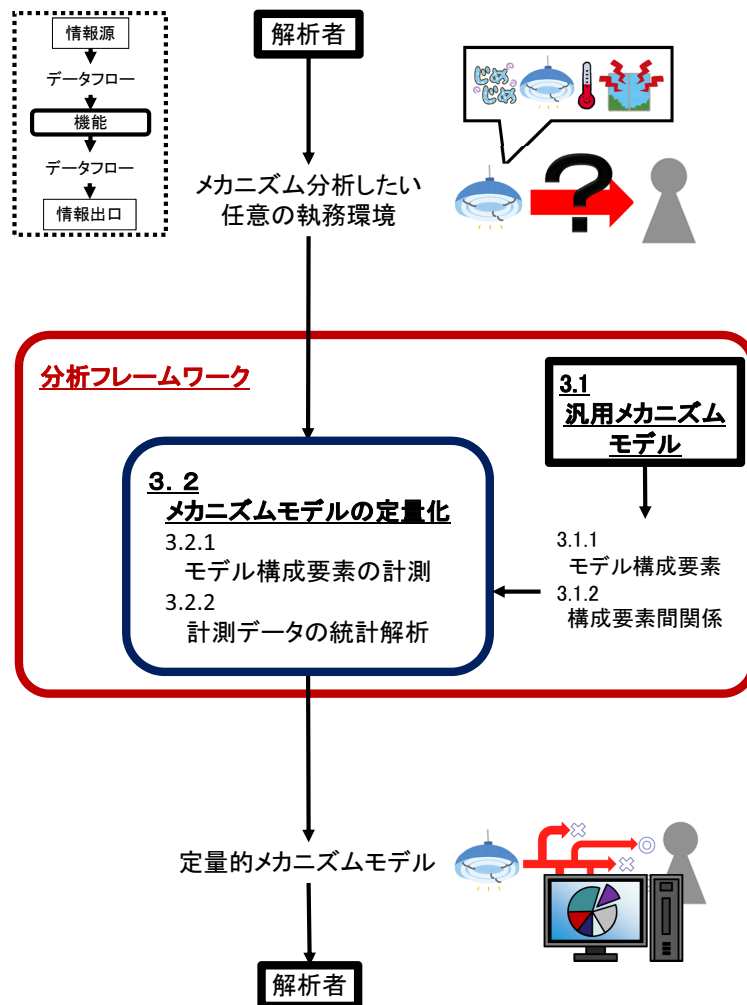 情報源
データフロー
機能
データフロー
情報出口
解析者
じめ
じめ
メカニズム分析したい
任意の執務環境
?
分析フレームワーク
3.1
汎用メカニズム
モデル
3.1.1
モデル構成要素
3.1.2
構成要素間関係
3. 2
メカニズムモデルの定量化
3.2.1
モデル構成要素の計測
3.2.2
計測データの統計解析
定量的メカニズムモデル
解析者